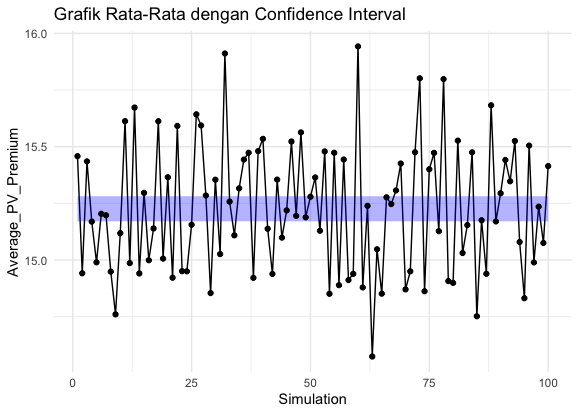 Grafik Rata-Rata dengan Confidence Interval
16.0
15.5
15.0
Average_PV_Premium
0 25 50 75 100
Simulation